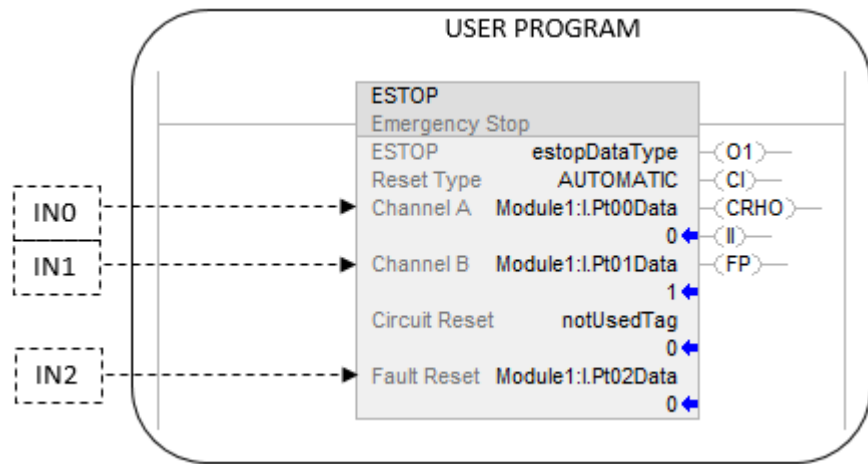 USER PROGRAM
ESTOP
Emergency Stop
ESTOP estopDataType (O1)
Reset Type AUTOMATIC (CI)
IN0 Channel A Module1:I.Pt00Data (CRHO)
0 (II)
IN1 Channel B Module1:I.Pt01Data (FP)
1
Circuit Reset notUsedTag
0
IN2 Fault Reset Module1:I.Pt02Data
0